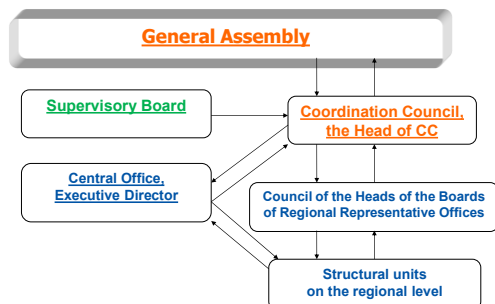 General Assembly
Supervisory Board
Coordination Council,
the Head of CC
Central Office,
Executive Director
Council of the Heads of the Boards
of Regional Representative Offices
Structural units
on the regional level